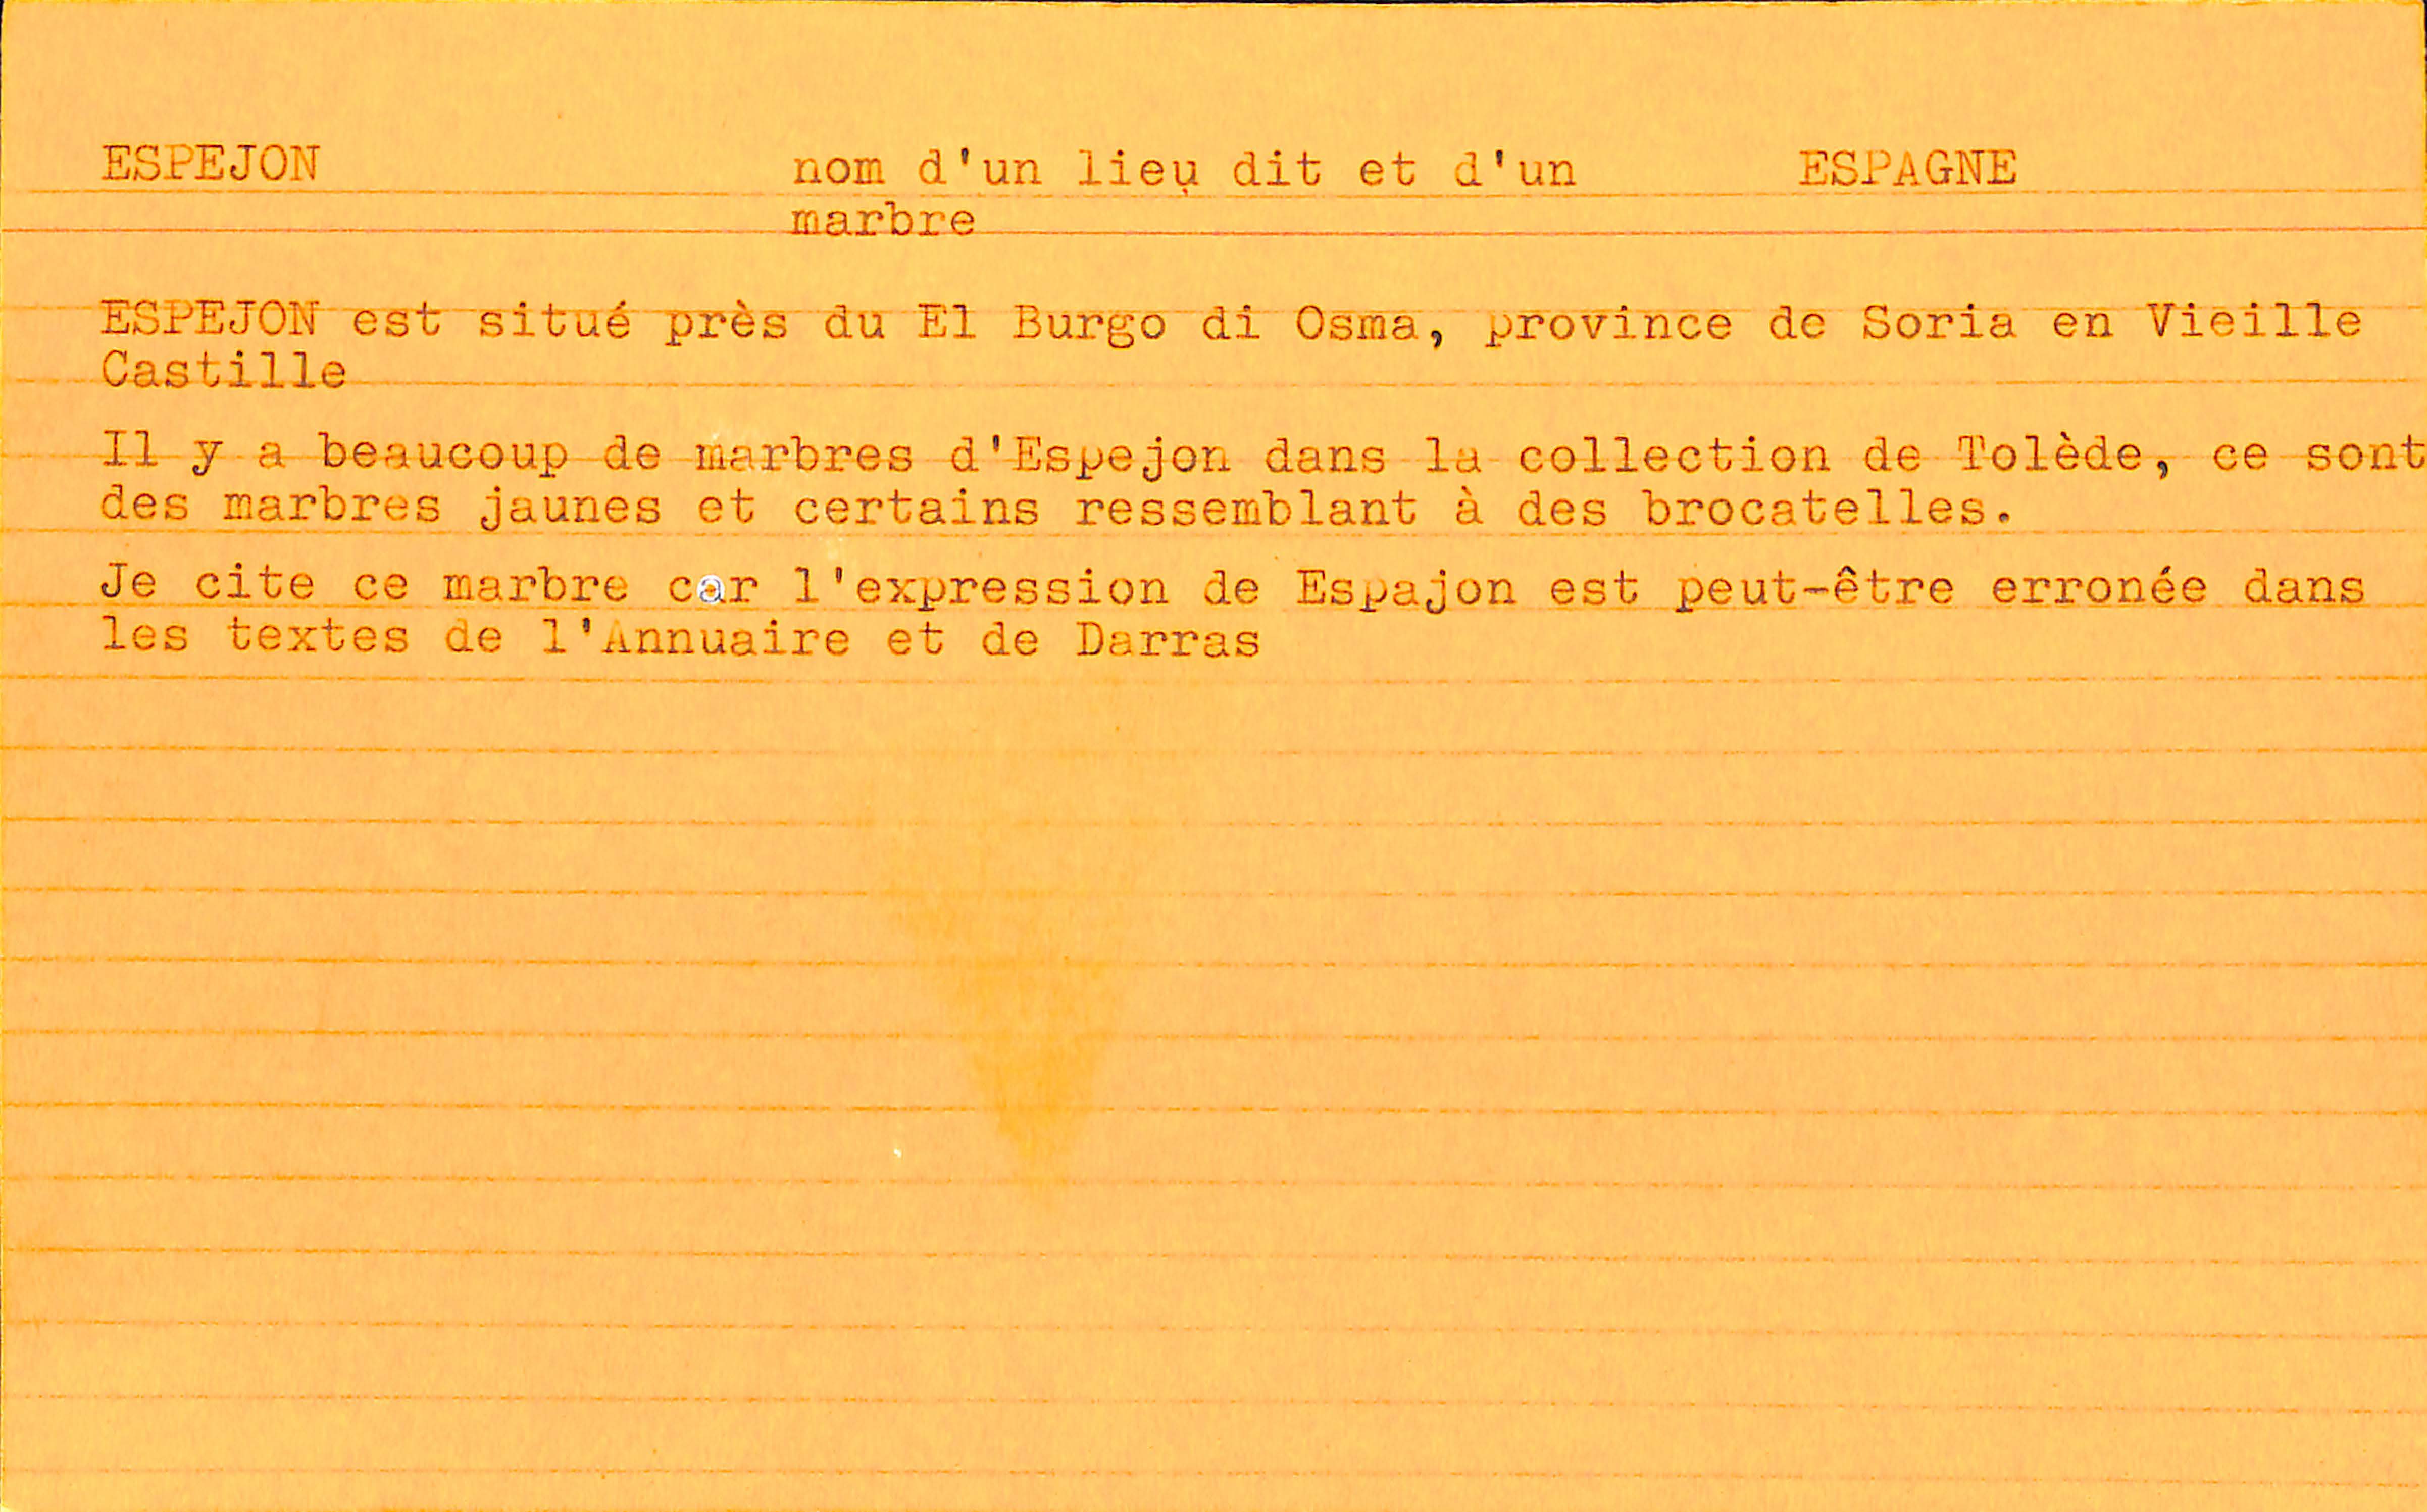 ESPEJON nom d'un lieu dit et d'un ESPAGNE
marbre
ESPEJON est situé près du El Burgo di Osma, province de Soria en Vieille
Castille
Il y a beaucoup de marbres d'Espejon dans la collection de Tolède, ce sont
des marbres jaunes et certains ressemblant à des brocatelles.
Je cite ce marbre car l'expression de Espajon est peut-être erronée dans
les textes de l'Annuaire et de Darras